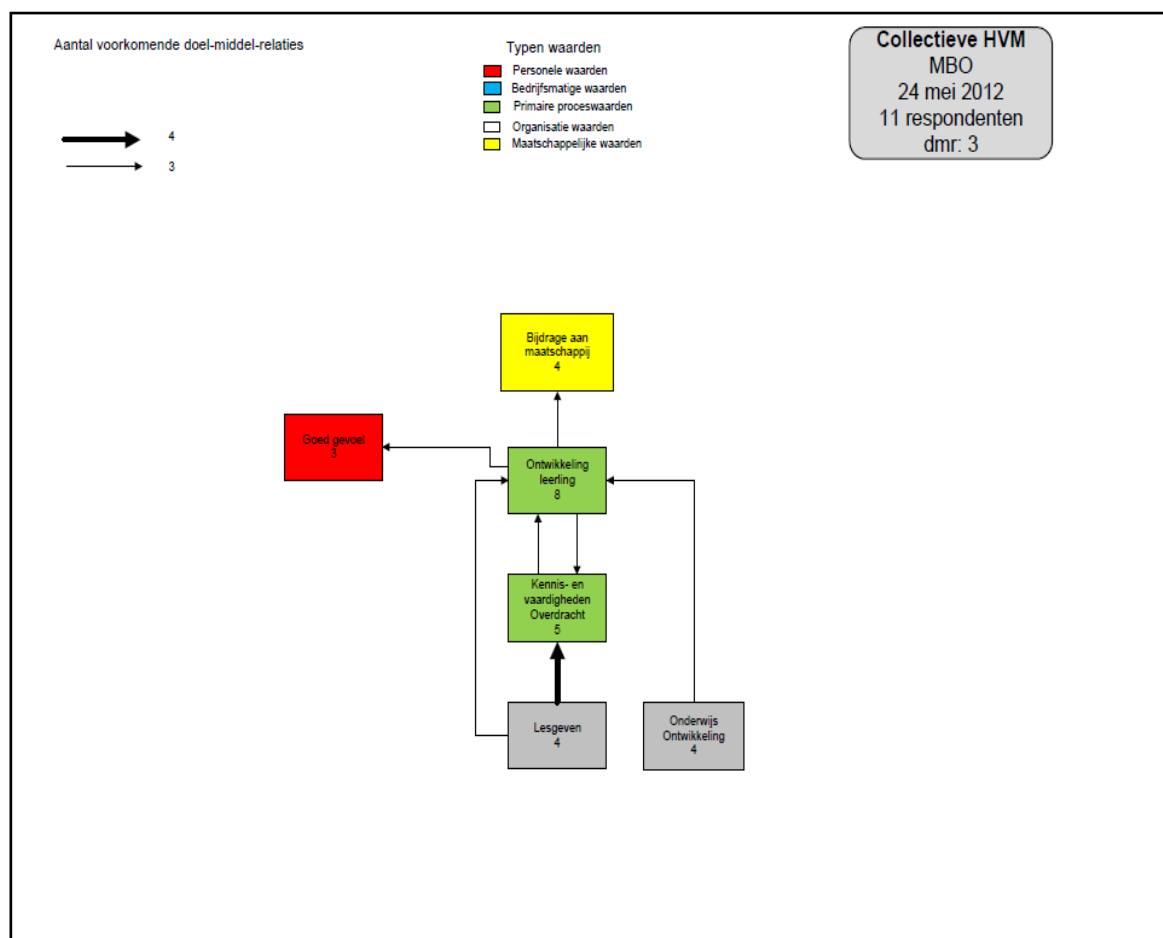 Aantal voorkomende doel-middel-relaties
4
3
Typen waarden
Personele waarden
Bedrijfsmatige waarden
Primaire proceswaarden
Organisatie waarden
Maatschappelijke waarden
Collectieve HVM
MBO
24 mei 2012
11 respondenten
dmr: 3
Bijdrage aan
maatschappij
4
Goed gevoel
3
Ontwikkeling
leerling
8
Kennis- en
vaardigheden
Overdracht
5
Lesgeven
4
Onderwijs
Ontwikkeling
4